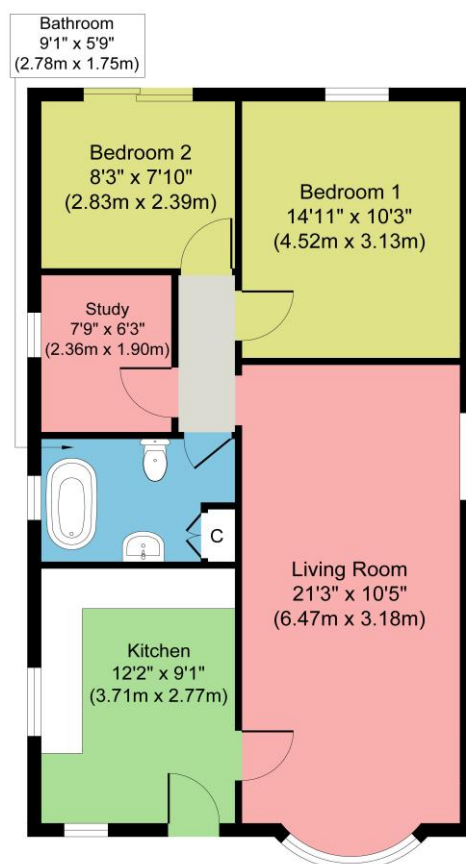 Bathroom
9'1" x 5'9"
(2.78m x 1.75m)
Bedroom 2
8'3" x 7'10"
(2.83m x 2.39m)
Bedroom 1
14'11" x 10'3"
(4.52m x 3.13m)
Study
7'9" x 6'3"
(2.36m x 1.90m)
C
Living Room
21'3" x 10'5"
(6.47m x 3.18m)
Kitchen
12'2" x 9'1"
(3.71m x 2.77m)